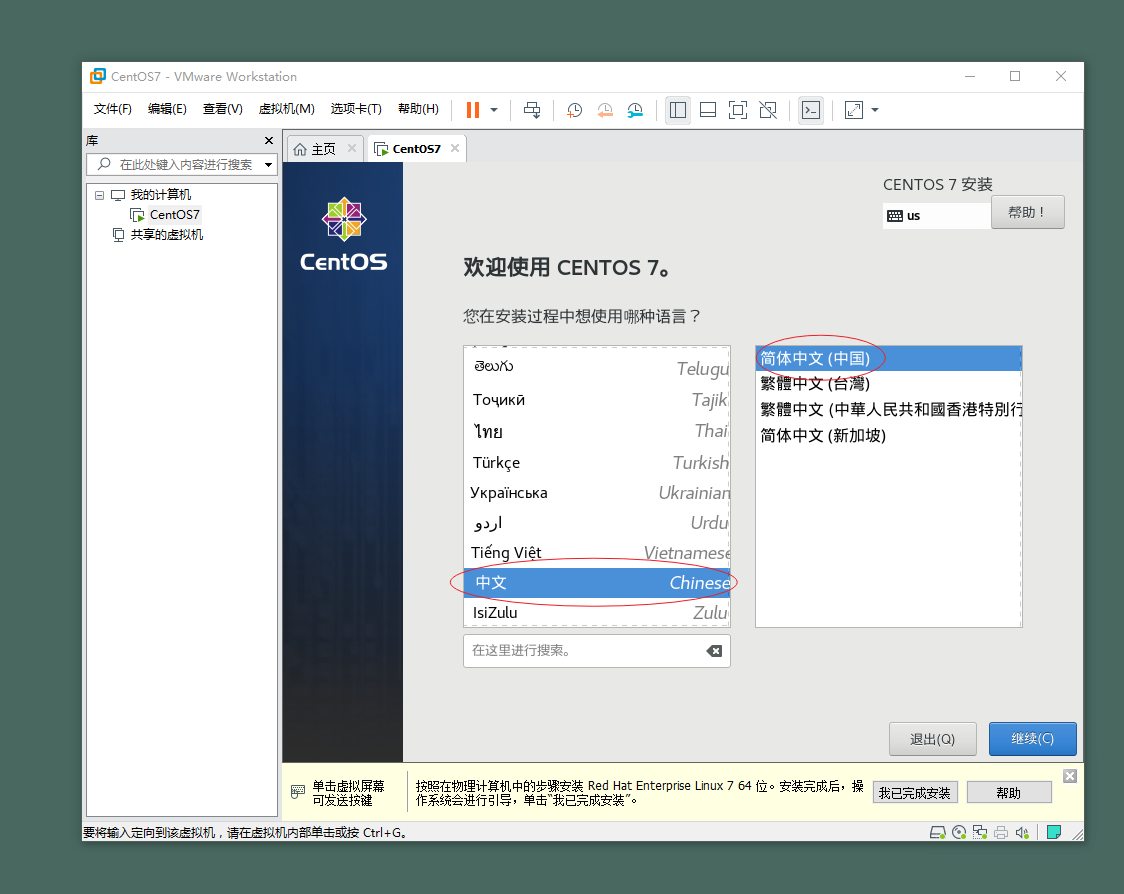 CentOS7 - VMware Workstation
文件(F) 编辑(E) 查看(V) 虚拟机(M) 选项卡(T) 帮助(H)
库
在此处键入内容进行搜索
我的计算机
CentOS7
共享的虚拟机
主页 CentOS7
CentOS
CENTOS 7 安装
us
帮助！
欢迎使用 CENTOS 7。
您在安装过程中想使用哪种语言？
తెలుగు Telugu
Тоҷикӣ Tajik
ไทย Thai
Türkçe Turkish
Українська Ukrainian
اردو Urdu
Tiếng Việt Vietnamese
中文 Chinese
IsiZulu Zulu
在这里进行搜索。
简体中文 (中国)
繁體中文 (台灣)
繁體中文 (中華人民共和國香港特別行
简体中文 (新加坡)
退出(Q) 继续(C)
单击虚拟屏幕
可发送按键
按照在物理计算机中的步骤安装 Red Hat Enterprise Linux 7 64 位。安装完成后，操
作系统会进行引导，单击“我已完成安装”。
我已完成安装 帮助
要将输入定向到该虚拟机，请在虚拟机内部单击或按 Ctrl+G。